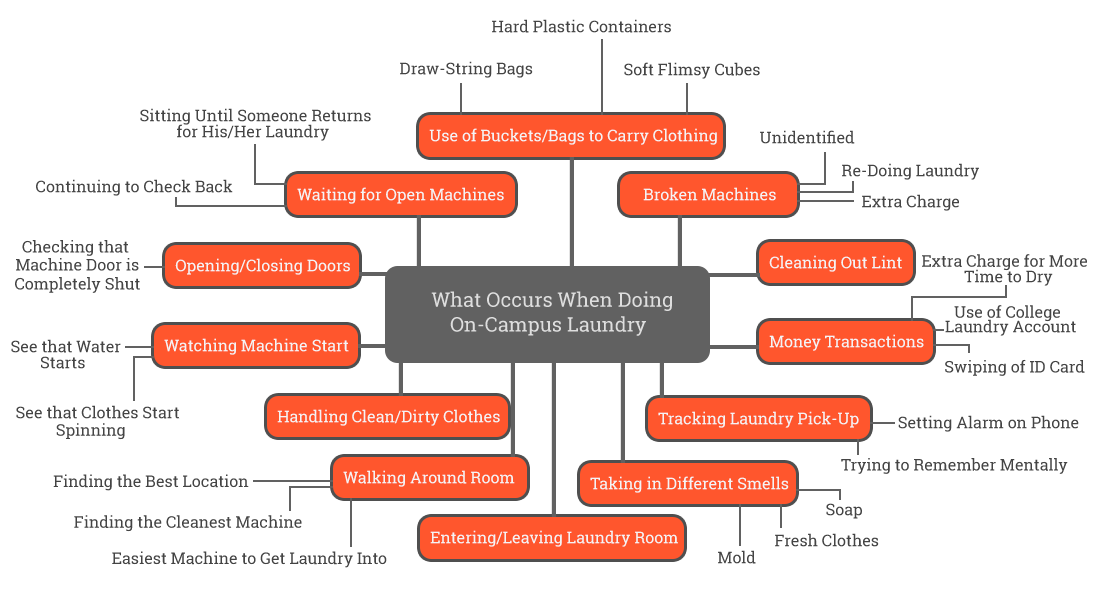 Hard Plastic Containers
Draw-String Bags
Soft Flimsy Cubes
Use of Buckets/Bags to Carry Clothing
Sitting Until Someone Returns
for His/Her Laundry
Continuing to Check Back
Waiting for Open Machines
Unidentified
Re-Doing Laundry
Extra Charge
Broken Machines
Checking that
Machine Door is
Completely Shut
Opening/Closing Doors
Cleaning Out Lint
What Occurs When Doing
On-Campus Laundry
Extra Charge for More
Time to Dry
Use of College
Laundry Account
Swiping of ID Card
Money Transactions
See that Water
Starts
See that Clothes Start
Spinning
Watching Machine Start
Handling Clean/Dirty Clothes
Tracking Laundry Pick-Up
Setting Alarm on Phone
Trying to Remember Mentally
Finding the Best Location
Finding the Cleanest Machine
Easiest Machine to Get Laundry Into
Walking Around Room
Taking in Different Smells
Soap
Fresh Clothes
Mold
Entering/Leaving Laundry Room